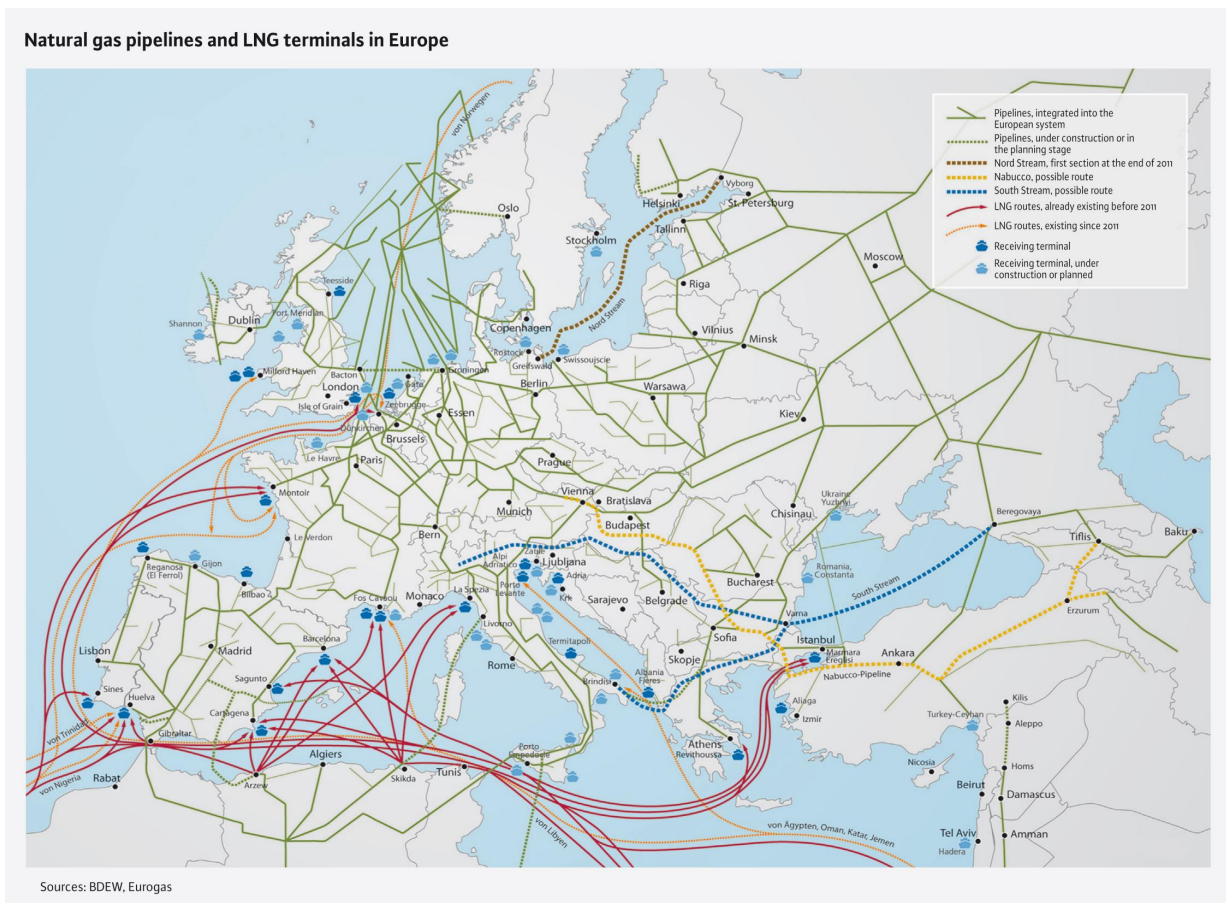 Natural gas pipelines and LNG terminals in Europe
Pipelines, integrated into the
European system
Pipelines, under construction or in
the planning stage
Nord Stream, first section at the end of 2011
Nabucco, possible route
South Stream, possible route
LNG routes, already existing before 2011
LNG routes, existing since 2011
Receiving terminal
Receiving terminal, under
construction or planned
von Norwegen
Oslo
Helsinki
Vyborg
St. Petersburg
Stockholm
Tallinn
Moscow
Teesside
Riga
Port Meridian
Shannon
Dublin
Copenhagen
Nord Stream
Vilnius
Minsk
Rostock
Greifswald
Swissoujscie
Milford Haven
Bacton
Groningen
London
Gate
Berlin
Warsawa
Isle of Grain
Zeebrugge
Essen
Kiev
Dünkirchen
Brussels
Le Havre
Paris
Prague
Montoir
Vienna
Bratislava
Munich
Budapest
Chisinau
Ukraine
Yuzhnyi
Beregovaya
Le Verdon
Bern
Tiflis
Baku
Reganosa
(El Ferrol)
Gijon
Alpi
Adriatico
Zaule
Ljubljana
Romania,
Constanta
Bilbao
Porto
Levante
Adria,
Krk
Bucharest
South Stream
Fos Cavaou
Monaco
La Spezia
Sarajevo
Belgrade
Varna
Erzurum
Livorno
Barcelona
Termitapoli
Sofia
Istanbul
Lisbon
Madrid
Rome
Skopje
Marmara
Ereglisi
Ankara
Nabucco-Pipeline
Sagunto
Brindisi
Albania
Fieres
Sines
Huelva
Cartagena
Aliaga
Izmir
Kilis
Turkey-Ceyhan
Aleppo
von Trinidad
Gibraltar
Algiers
Porto
Empedocle
Athens
Revithoussa
Nicosia
Homs
von Nigeria
Rabat
Arzew
Skikda
Tunis
Beirut
Damascus
von Libyen
von Ägypten, Oman, Katar, Jemen
Tel Aviv
Hadera
Amman
Sources: BDEW, Eurogas